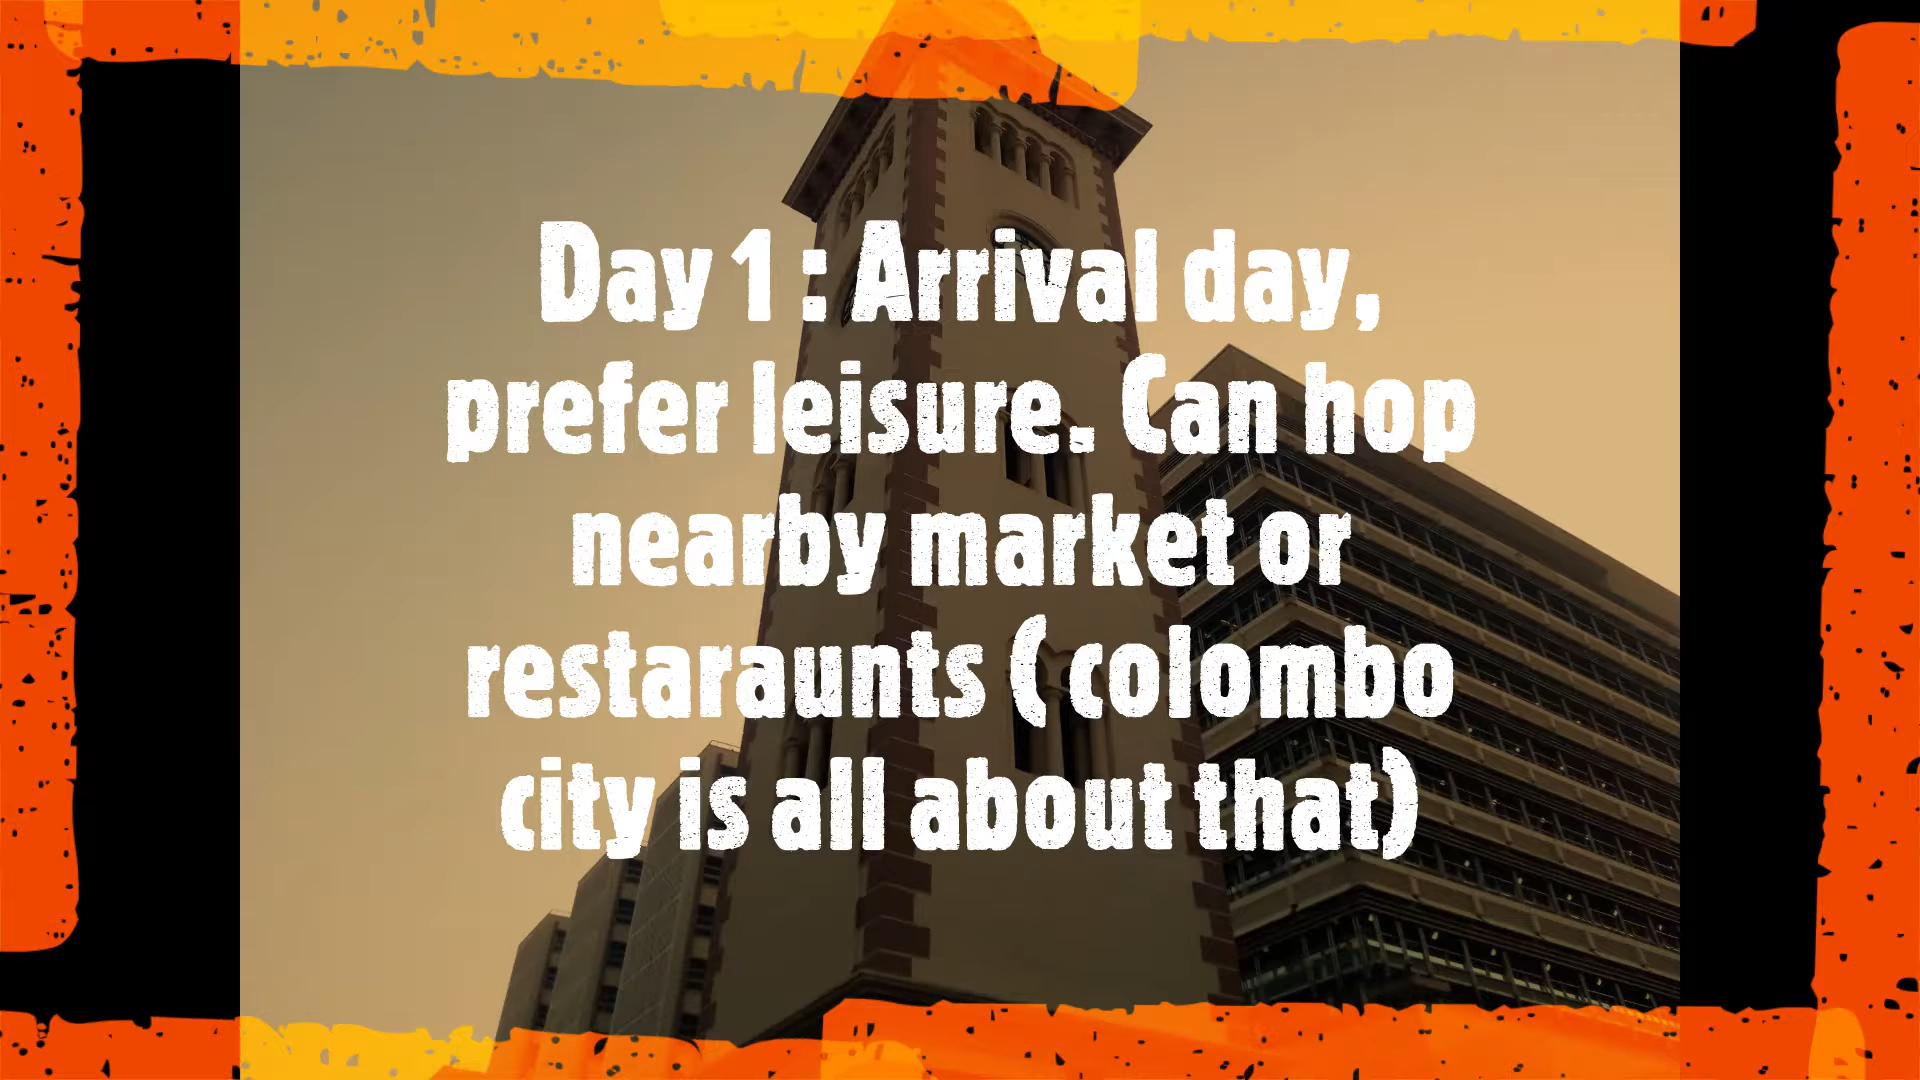 Day 1 : Arrival day,
prefer leisure. Can hop
nearby market or
restaraunts ( colombo
city is all about that)